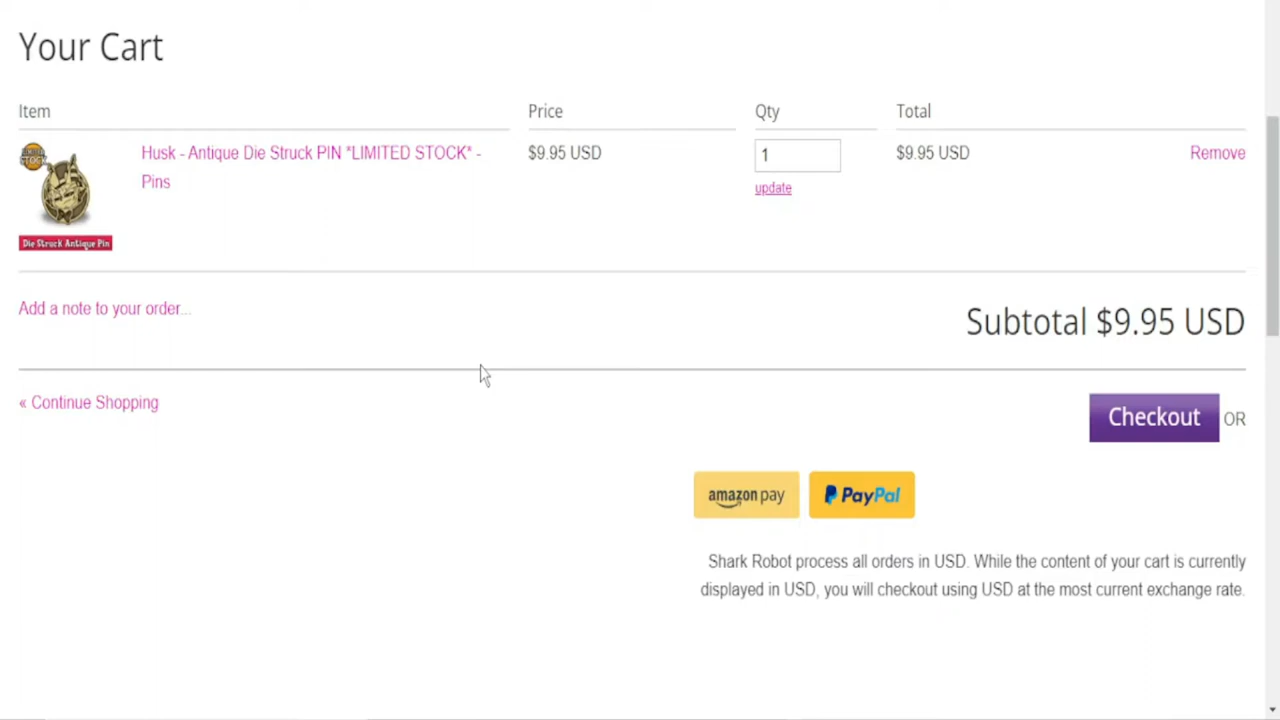 Your Cart
Item Price Qty Total
Husk - Antique Die Struck PIN *LIMITED STOCK* - $9.95 USD 1 $9.95 USD Remove
Pins
update
STOCK
Die Struck Antique Pin
Add a note to your order...
Subtotal $9.95 USD
« Continue Shopping
Checkout OR
amazon pay PayPal
Shark Robot process all orders in USD. While the content of your cart is currently
displayed in USD, you will checkout using USD at the most current exchange rate.